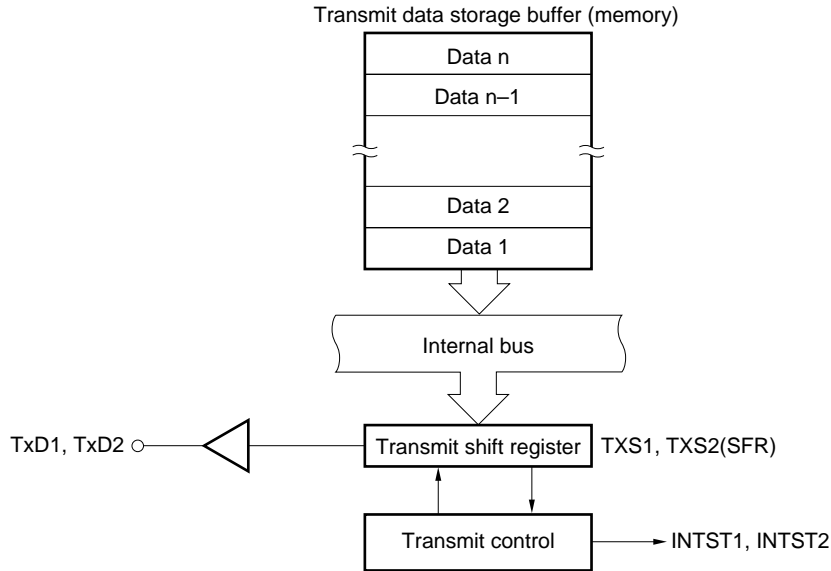 Transmit data storage buffer (memory)
Data n
Data n–1
Data 2
Data 1
Internal bus
TxD1, TxD2
Transmit shift register
TXS1, TXS2(SFR)
Transmit control
INTST1, INTST2